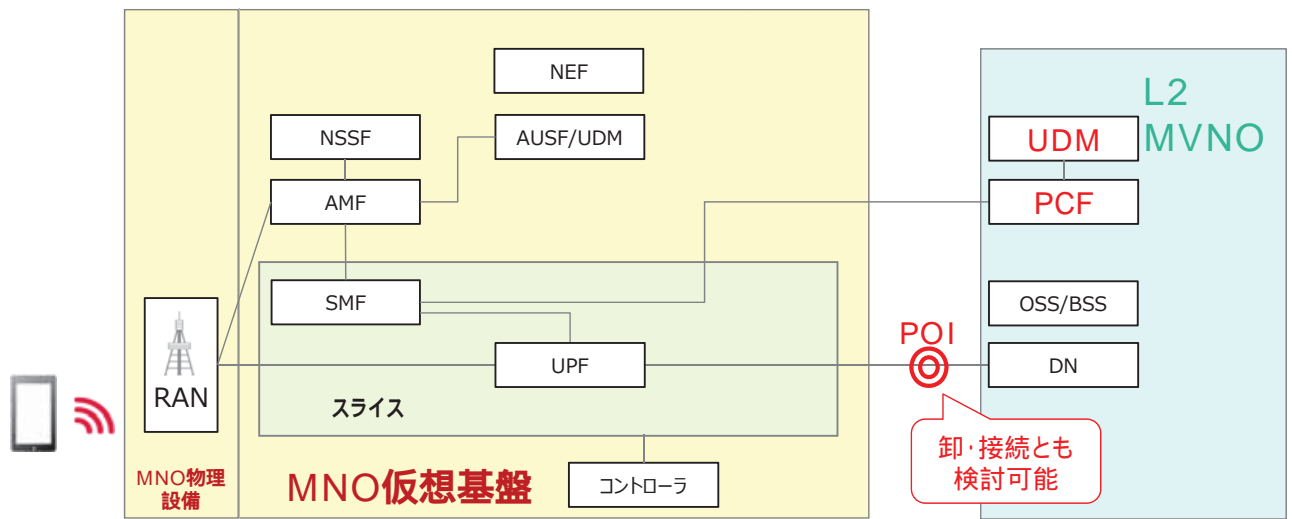 NEF
L2
MVNO
NSSF
AUSF/UDM
UDM
AMF
PCF
SMF
OSS/BSS
POI
UPF
DN
RAN
スライス
卸･接続とも
検討可能
MNO物理
設備
MNO仮想基盤
コントローラ